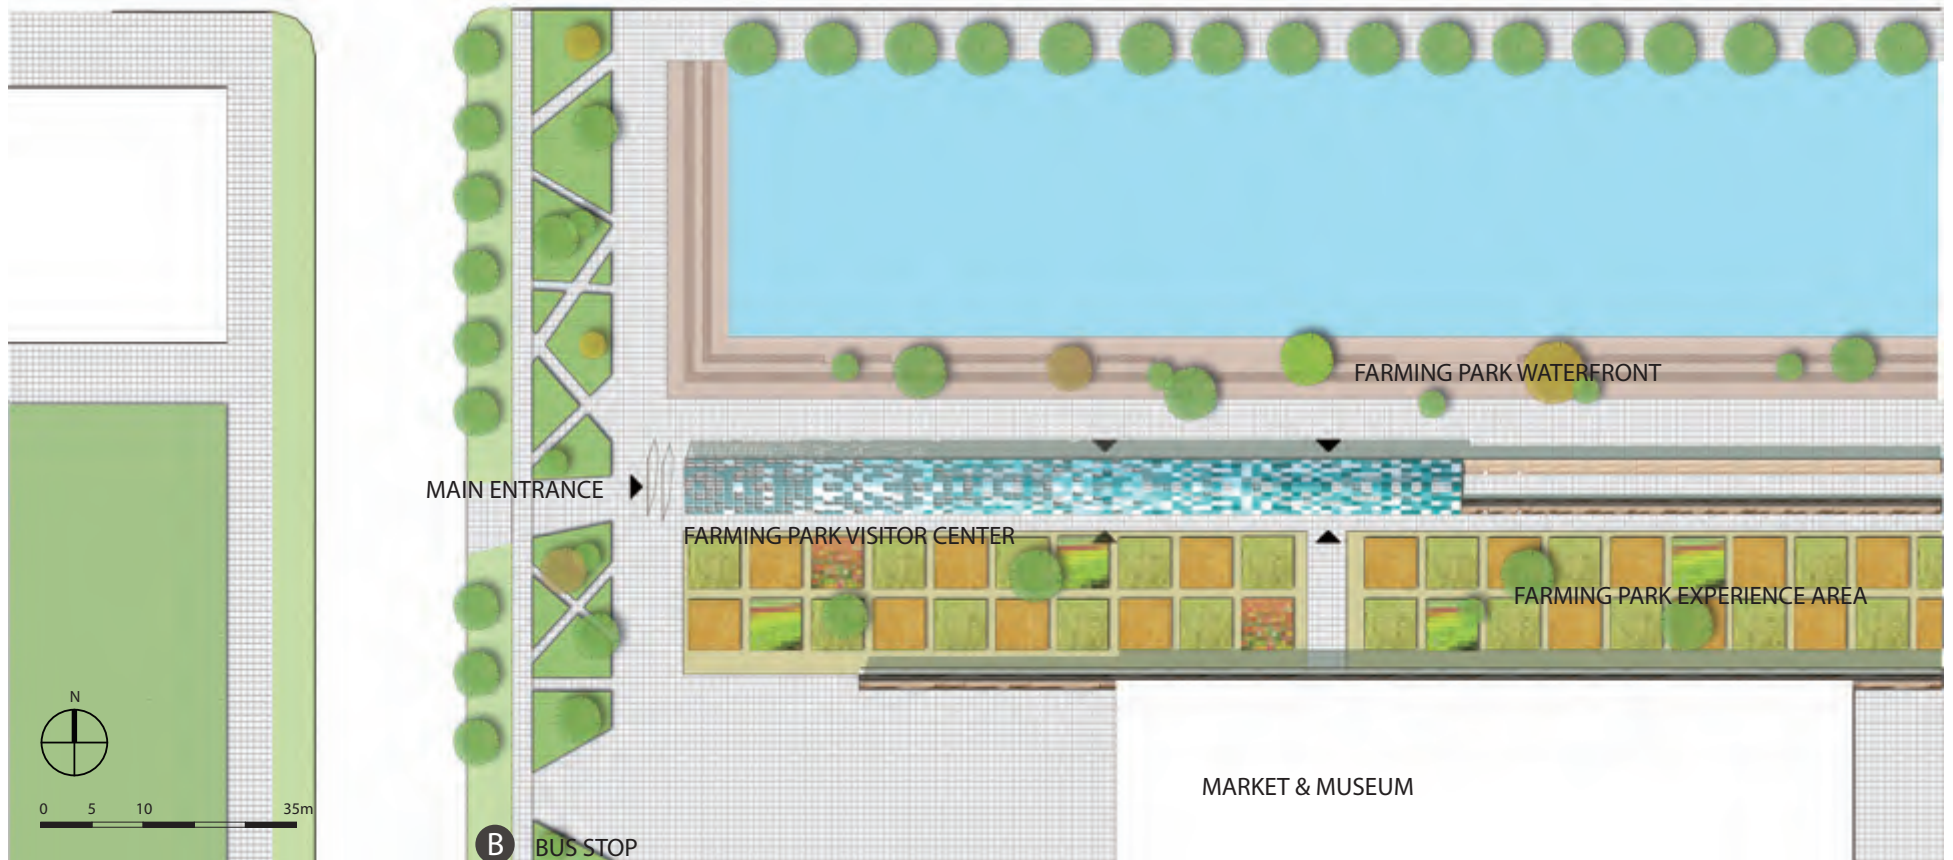 FARMING PARK WATERFRONT
MAIN ENTRANCE
FARMING PARK VISITOR CENTER
FARMING PARK EXPERIENCE AREA
N
MARKET & MUSEUM
0 5 10 35m
B BUS STOP